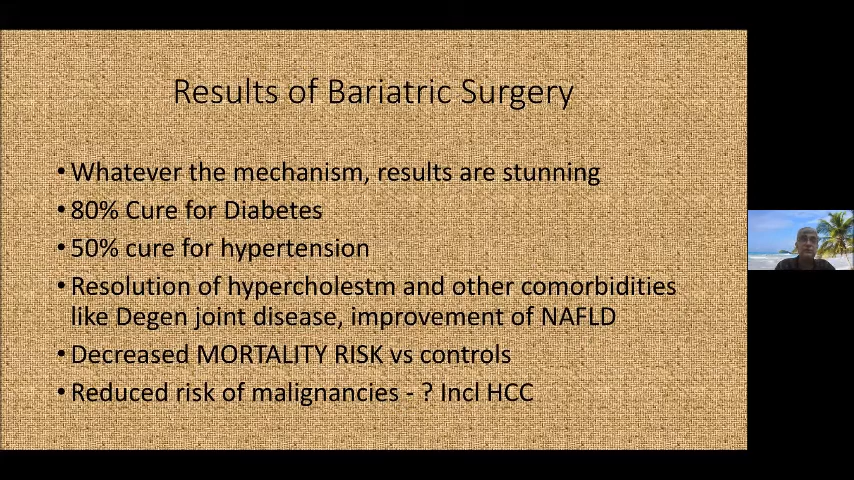 Results of Bariatric Surgery
• Whatever the mechanism, results are stunning
• 80% Cure for Diabetes
• 50% cure for hypertension
• Resolution of hypercholestm and other comorbidities
like Degen joint disease, improvement of NAFLD
• Decreased MORTALITY RISK vs controls
• Reduced risk of malignancies - ? Incl HCC